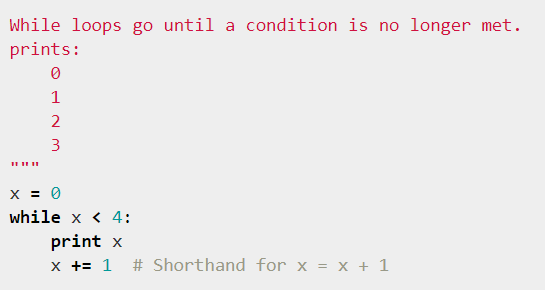 While loops go until a condition is no longer met.
prints:
    0
    1
    2
    3
"""
x = 0
while x < 4:
    print x
    x += 1  # Shorthand for x = x + 1